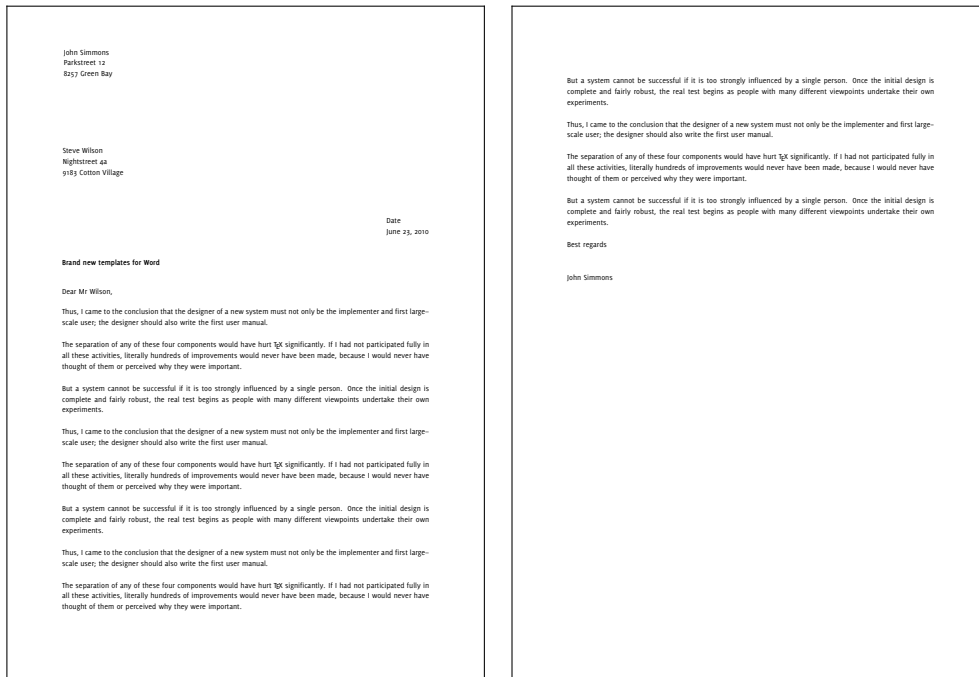 John Simmons
Parkstreet 12
8257 Green Bay
Steve Wilson
Nightstreet 4a
9183 Cotton Village
Date
June 23, 2010
Brand new templates for Word
Dear Mr Wilson,
Thus, I came to the conclusion that the designer of a new system must not only be the implementer and first large-
scale user; the designer should also write the first user manual.
The separation of any of these four components would have hurt TEX significantly. If I had not participated fully in
all these activities, literally hundreds of improvements would never have been made, because I would never have
thought of them or perceived why they were important.
But a system cannot be successful if it is too strongly influenced by a single person. Once the initial design is
complete and fairly robust, the real test begins as people with many different viewpoints undertake their own
experiments.
Thus, I came to the conclusion that the designer of a new system must not only be the implementer and first large-
scale user; the designer should also write the first user manual.
The separation of any of these four components would have hurt TEX significantly. If I had not participated fully in
all these activities, literally hundreds of improvements would never have been made, because I would never have
thought of them or perceived why they were important.
But a system cannot be successful if it is too strongly influenced by a single person. Once the initial design is
complete and fairly robust, the real test begins as people with many different viewpoints undertake their own
experiments.
Thus, I came to the conclusion that the designer of a new system must not only be the implementer and first large-
scale user; the designer should also write the first user manual.
The separation of any of these four components would have hurt TEX significantly. If I had not participated fully in
all these activities, literally hundreds of improvements would never have been made, because I would never have
thought of them or perceived why they were important.
But a system cannot be successful if it is too strongly influenced by a single person. Once the initial design is
complete and fairly robust, the real test begins as people with many different viewpoints undertake their own
experiments.
Thus, I came to the conclusion that the designer of a new system must not only be the implementer and first large-
scale user; the designer should also write the first user manual.
The separation of any of these four components would have hurt TEX significantly. If I had not participated fully in
all these activities, literally hundreds of improvements would never have been made, because I would never have
thought of them or perceived why they were important.
But a system cannot be successful if it is too strongly influenced by a single person. Once the initial design is
complete and fairly robust, the real test begins as people with many different viewpoints undertake their own
experiments.
Best regards
John Simmons